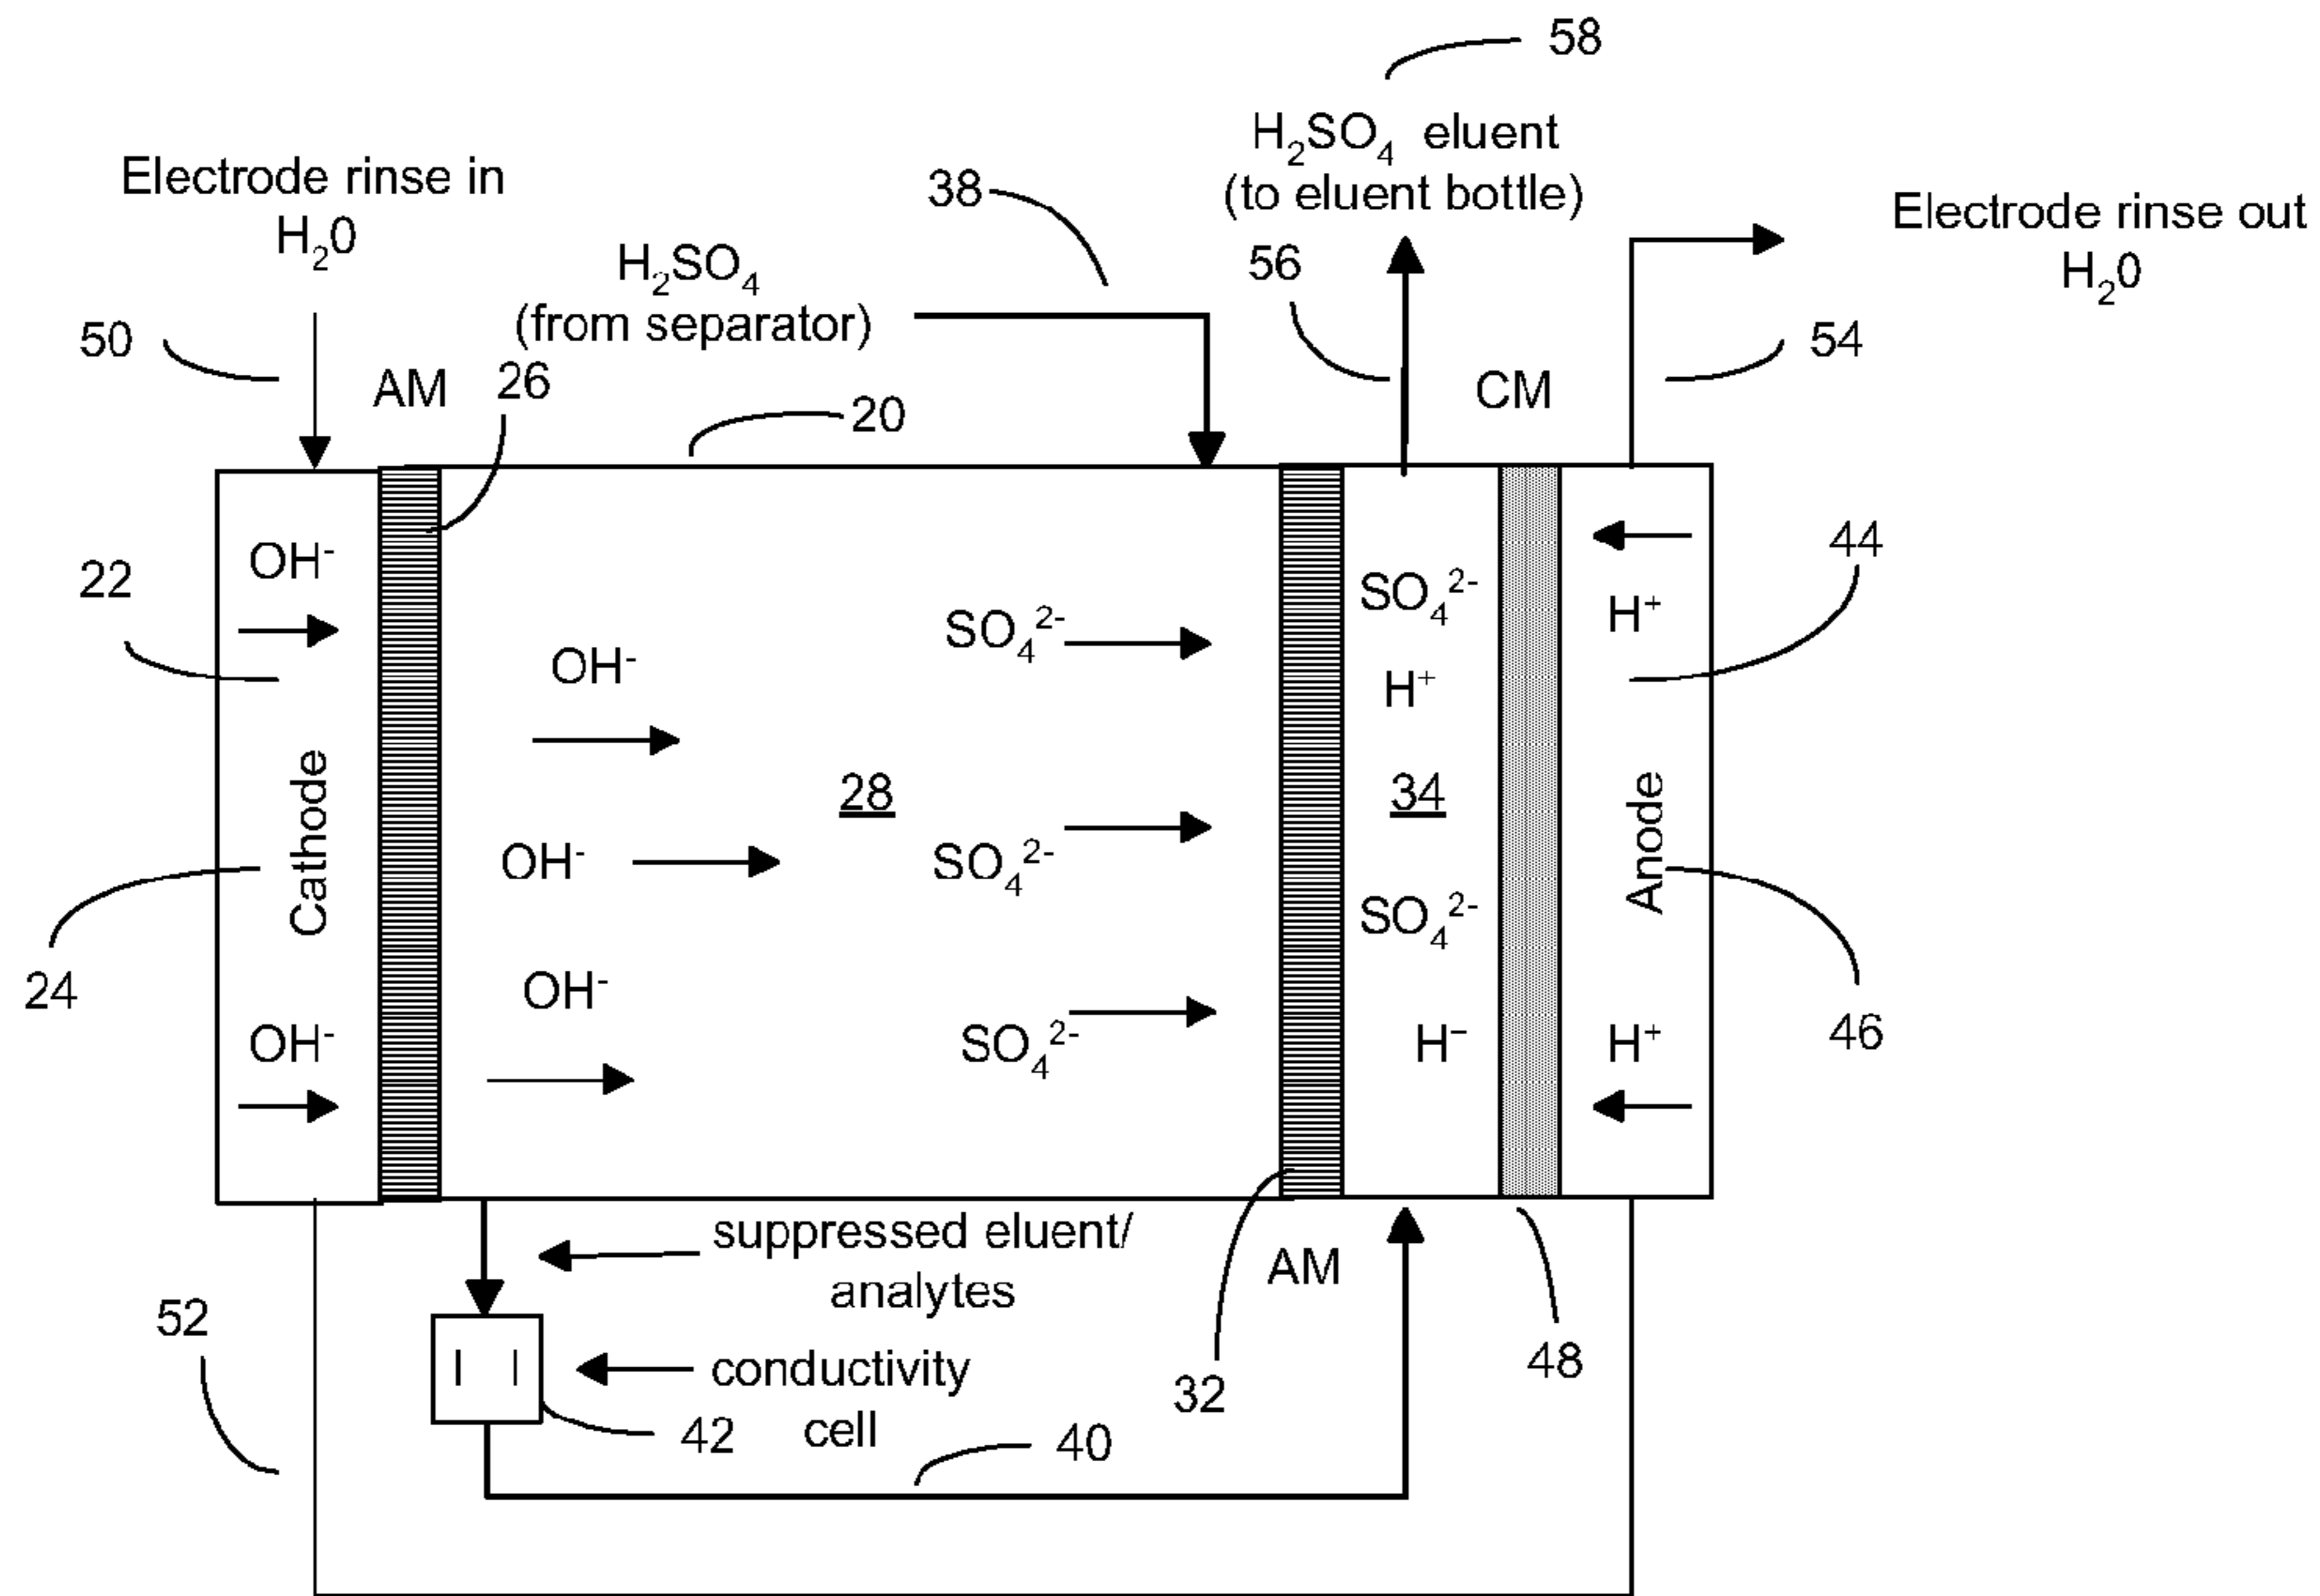 58
H₂SO₄ eluent
(to eluent bottle)
Electrode rinse in
H₂0
38
Electrode rinse out
H₂0
H₂SO₄
(from separator)
56
50
54
AM
26
CM
20
OH⁻
SO₄²⁻
44
22
SO₄²⁻
H⁺
OH⁻
H⁺
28
34
Cathode
Anode
OH⁻
SO₄²⁻
SO₄²⁻
24
OH⁻
46
OH⁻
SO₄²⁻
H⁻
H⁺
suppressed eluent/
analytes
AM
52
conductivity
cell
48
32
42
40